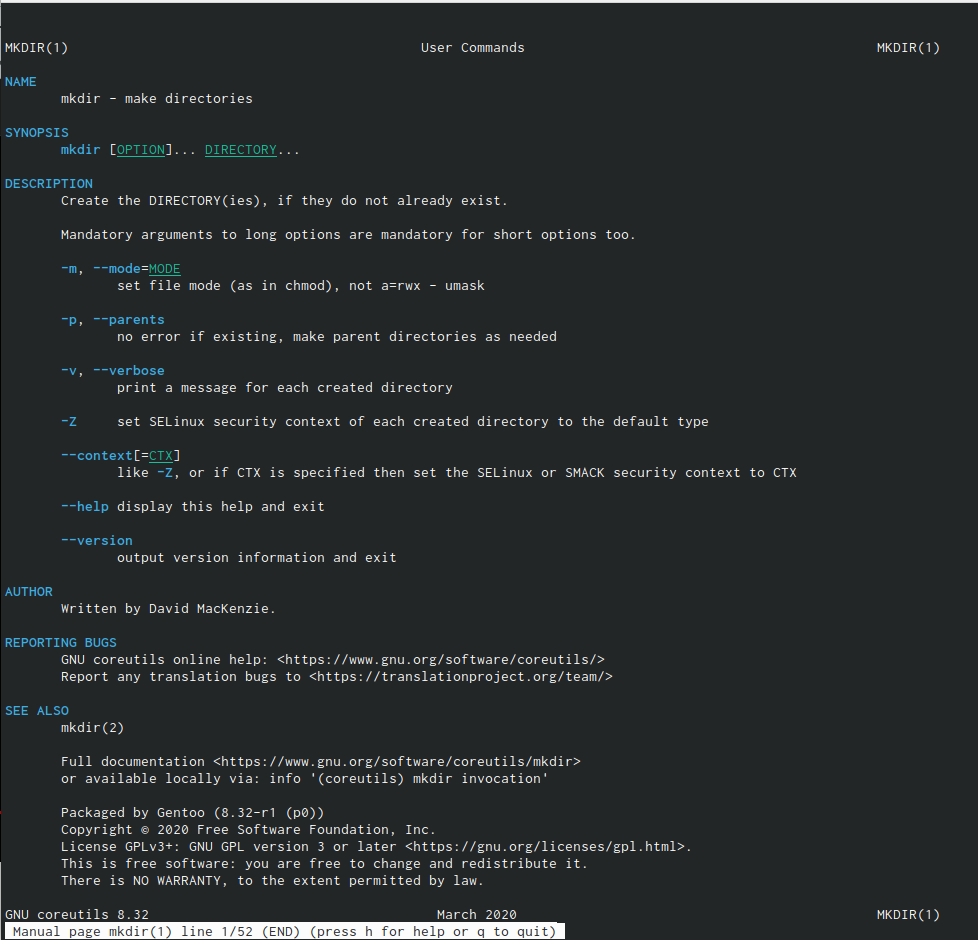 MKDIR(1) User Commands MKDIR(1)
NAME
mkdir - make directories
SYNOPSIS
mkdir [OPTION]... DIRECTORY...
DESCRIPTION
Create the DIRECTORY(ies), if they do not already exist.
Mandatory arguments to long options are mandatory for short options too.
-m, --mode=MODE
set file mode (as in chmod), not a=rwx - umask
-p, --parents
no error if existing, make parent directories as needed
-v, --verbose
print a message for each created directory
-Z set SELinux security context of each created directory to the default type
--context[=CTX]
like -Z, or if CTX is specified then set the SELinux or SMACK security context to CTX
--help display this help and exit
--version
output version information and exit
AUTHOR
Written by David MacKenzie.
REPORTING BUGS
GNU coreutils online help: <https://www.gnu.org/software/coreutils/>
Report any translation bugs to <https://translationproject.org/team/>
SEE ALSO
mkdir(2)
Full documentation <https://www.gnu.org/software/coreutils/mkdir>
or available locally via: info '(coreutils) mkdir invocation'
Packaged by Gentoo (8.32-r1 (p0))
Copyright © 2020 Free Software Foundation, Inc.
License GPLv3+: GNU GPL version 3 or later <https://gnu.org/licenses/gpl.html>.
This is free software: you are free to change and redistribute it.
There is NO WARRANTY, to the extent permitted by law.
GNU coreutils 8.32 March 2020 MKDIR(1)
Manual page mkdir(1) line 1/52 (END) (press h for help or q to quit)